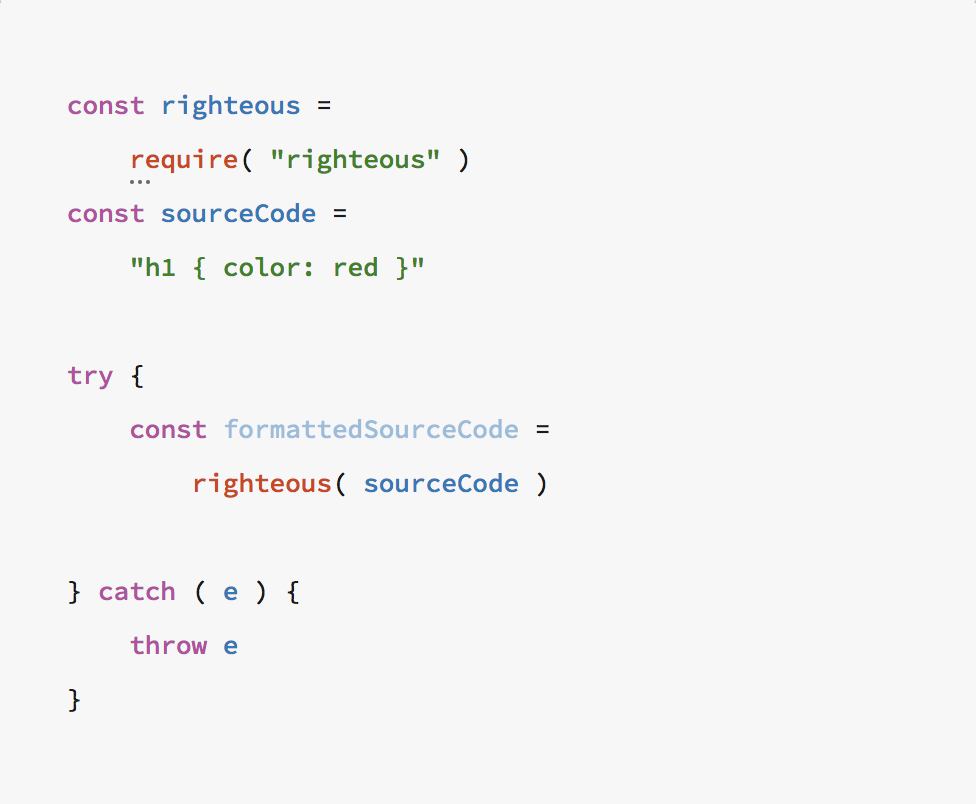 const righteous =
    require( "righteous" )
const sourceCode =
    "h1 { color: red }"

try {
    const formattedSourceCode =
        righteous( sourceCode )

} catch ( e ) {
    throw e
}